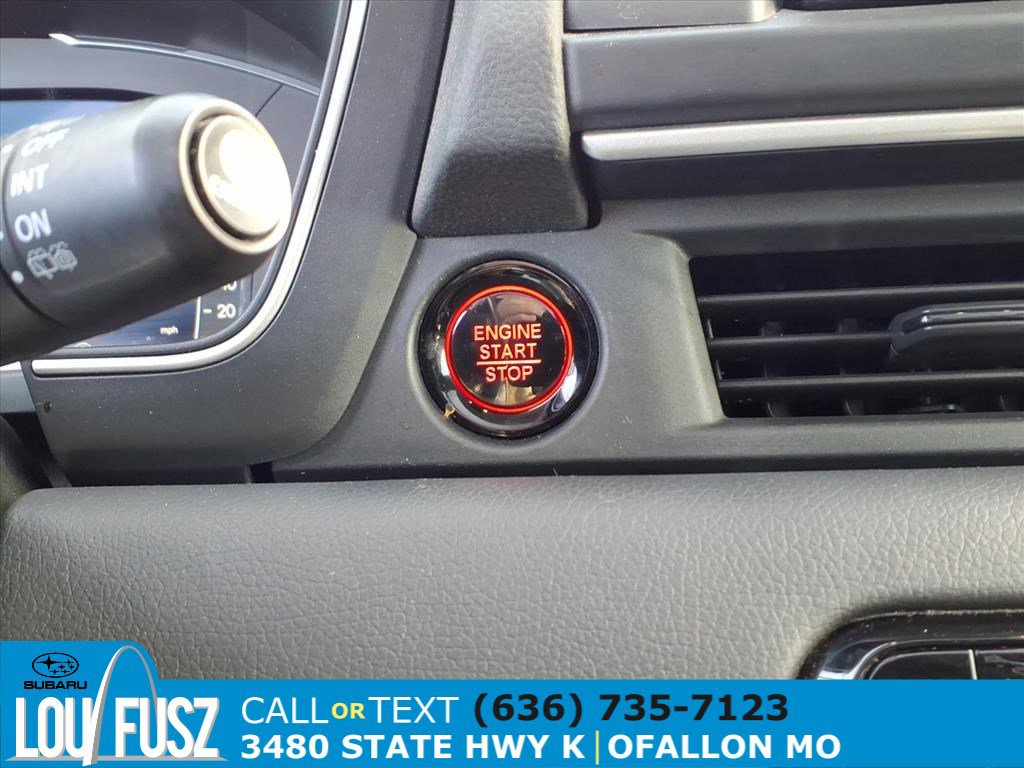 OFF
INT
ON
20
mph
ENGINE
START
STOP
SUBARU
LOU FUSZ
CALL OR TEXT (636) 735-7123
3480 STATE HWY K | OFALLON MO